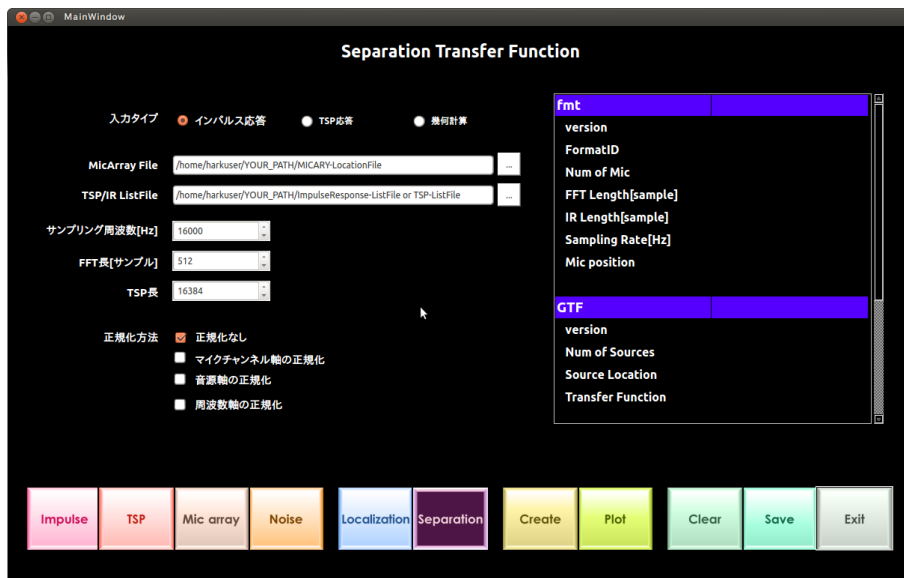 MainWindow
Separation Transfer Function
入力タイプ インパルス応答 TSP応答 幾何計算
MicArray File /home/harkuser/YOUR_PATH/MICARY-LocationFile ...
TSP/IR ListFile /home/harkuser/YOUR_PATH/ImpulseResponse-ListFile or TSP-ListFile ...
サンプリング周波数[Hz] 16000
FFT長[サンプル] 512
TSP長 16384
正規化方法 正規化なし
マイクチャンネル軸の正規化
音源軸の正規化
周波数軸の正規化
fmt
version
FormatID
Num of Mic
FFT Length[sample]
IR Length[sample]
Sampling Rate[Hz]
Mic position
GTF
version
Num of Sources
Source Location
Transfer Function
Impulse TSP Mic array Noise Localization Separation Create Plot Clear Save Exit